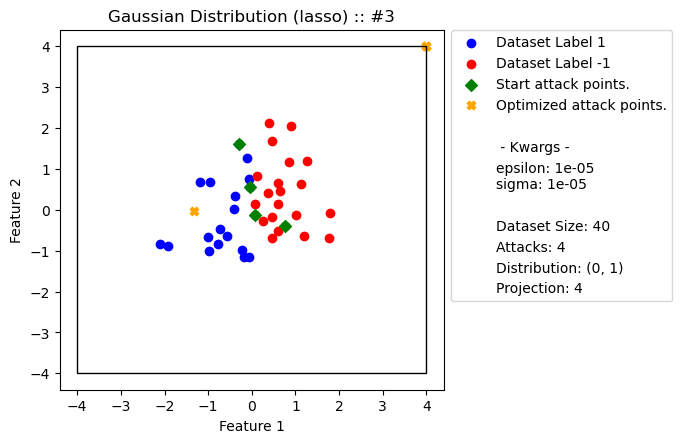 Gaussian Distribution (lasso) :: #3
4
3
2
1
0
−1
−2
−3
−4
Feature 2
−4 −3 −2 −1 0 1 2 3 4
Feature 1
Dataset Label 1
Dataset Label -1
Start attack points.
Optimized attack points.
- Kwargs -
epsilon: 1e-05
sigma: 1e-05
Dataset Size: 40
Attacks: 4
Distribution: (0, 1)
Projection: 4